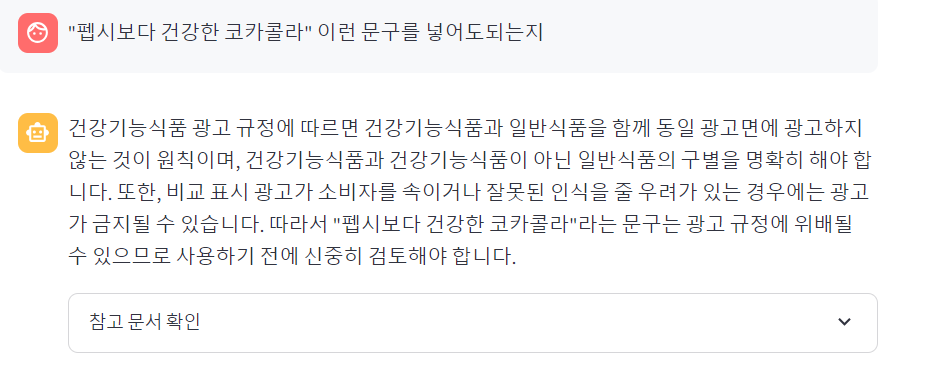 "펩시보다 건강한 코카콜라" 이런 문구를 넣어도되는지
건강기능식품 광고 규정에 따르면 건강기능식품과 일반식품을 함께 동일 광고면에 광고하지
않는 것이 원칙이며, 건강기능식품과 건강기능식품이 아닌 일반식품의 구별을 명확히 해야 합
니다. 또한, 비교 표시 광고가 소비자를 속이거나 잘못된 인식을 줄 우려가 있는 경우에는 광고
가 금지될 수 있습니다. 따라서 "펩시보다 건강한 코카콜라"라는 문구는 광고 규정에 위배될
수 있으므로 사용하기 전에 신중히 검토해야 합니다.
참고 문서 확인